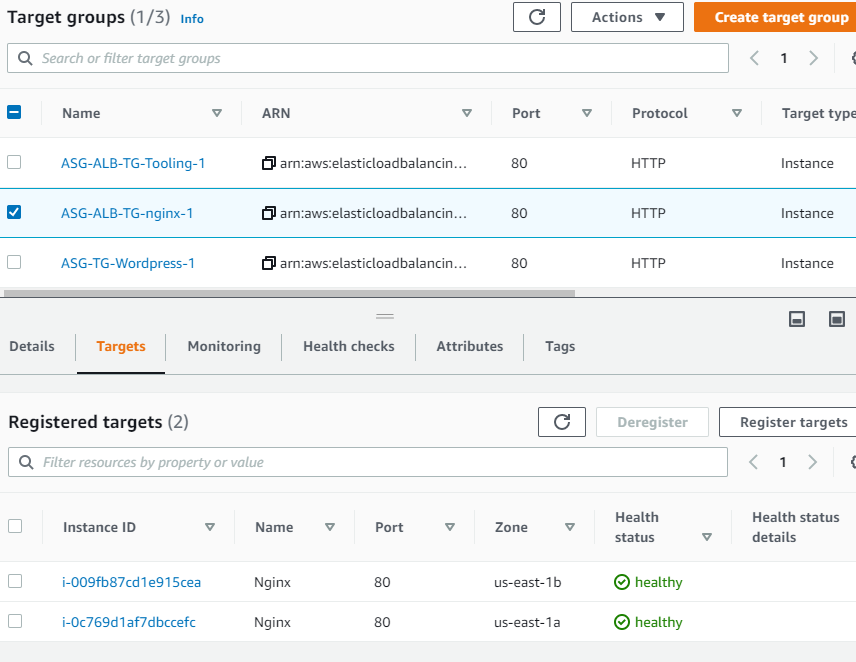 Target groups (1/3) Info
Actions
Create target group
Search or filter target groups
1
Name ARN Port Protocol Target type
ASG-ALB-TG-Tooling-1 arn:aws:elasticloadbalancin... 80 HTTP Instance
ASG-ALB-TG-nginx-1 arn:aws:elasticloadbalancin... 80 HTTP Instance
ASG-TG-Wordpress-1 arn:aws:elasticloadbalancin... 80 HTTP Instance
Details Targets Monitoring Health checks Attributes Tags
Registered targets (2)
Deregister
Register targets
Filter resources by property or value
1
Instance ID Name Port Zone Health status Health status details
i-009fb87cd1e915cea Nginx 80 us-east-1b healthy
i-0c769d1af7dbccefc Nginx 80 us-east-1a healthy